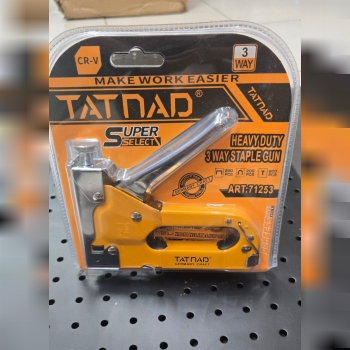 CR-V
3
WAY
MAKE WORK EASIER
TATNAD®
TATNAD
SUPER
SELECT
HEAVY DUTY
3 WAY STAPLE GUN
ART:71253
TATNAD